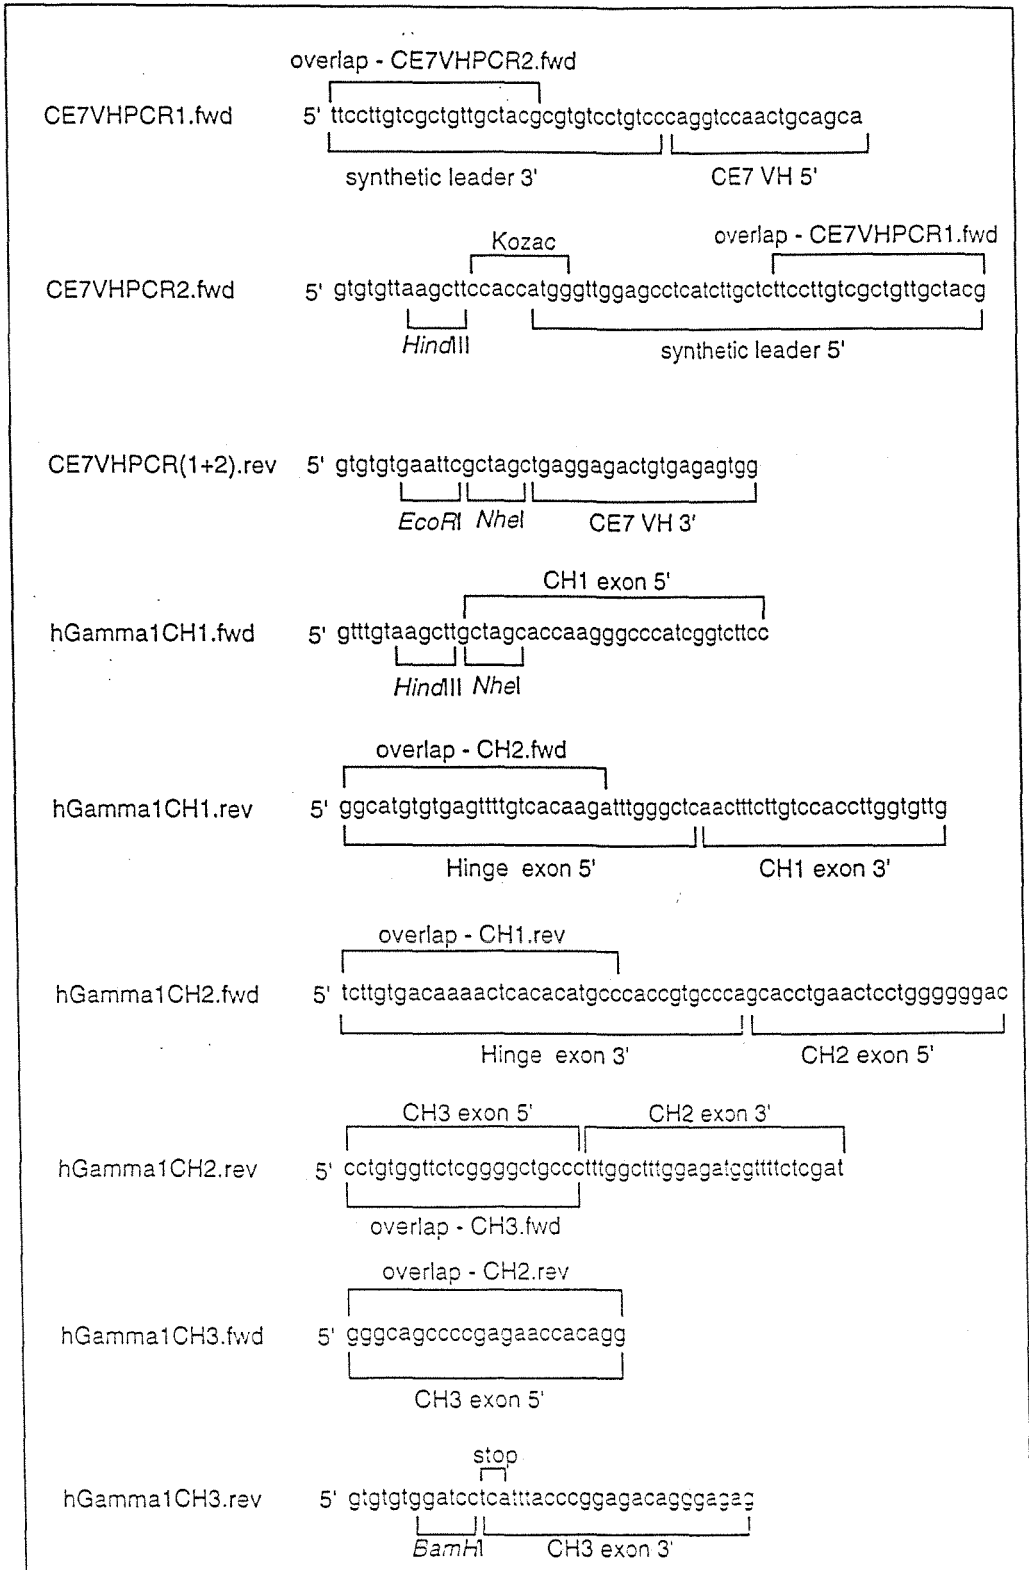 overlap - CE7VHPCR2.fwd
CE7VHPCR1.fwd 5' ttccttgtcgctgttgctacgcgtgtcctgtcccaggtccaactgcagca
synthetic leader 3' CE7 VH 5'
Kozac overlap - CE7VHPCR1.fwd
CE7VHPCR2.fwd 5' gtgtgttaagcttccaccatgggttggagcctcatcttgctcttccttgtcgctgttgctacg
HindIII synthetic leader 5'
CE7VHPCR(1+2).rev 5' gtgtgtgaattcgctagctgaggagactgtgagagtgg
EcoRI NheI CE7 VH 3'
CH1 exon 5'
hGamma1CH1.fwd 5' gtttgtaagcttgctagcaccaagggcccatcggtcttcc
HindIII NheI
overlap - CH2.fwd
hGamma1CH1.rev 5' ggcatgtgtgagttttgtcacaagatttgggctcaactttcttgtccaccttggtgttg
Hinge exon 5' CH1 exon 3'
overlap - CH1.rev
hGamma1CH2.fwd 5' tcttgtgacaaaactcacacatgcccaccgtgcccagcacctgaactcctggggggac
Hinge exon 3' CH2 exon 5'
CH3 exon 5' CH2 exon 3'
hGamma1CH2.rev 5' cctgtggttctcggggctgccctttggctttggagatggttttctcgat
overlap - CH3.fwd
overlap - CH2.rev
hGamma1CH3.fwd 5' gggcagccccgagaaccacagg
CH3 exon 5'
stop
hGamma1CH3.rev 5' gtgtgtggatcctcatttacccggagacagggagag
BamHI CH3 exon 3'